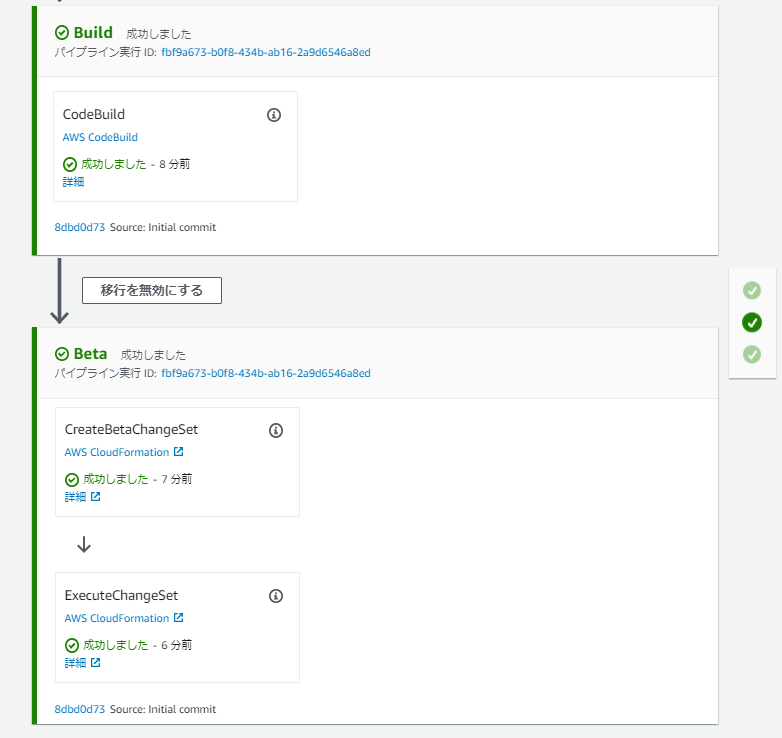 Build 成功しました
パイプライン実行 ID: fbf9a673-b0f8-434b-ab16-2a9d6546a8ed
CodeBuild
AWS CodeBuild
成功しました - 8 分前
詳細
8dbd0d73 Source: Initial commit
移行を無効にする
Beta 成功しました
パイプライン実行 ID: fbf9a673-b0f8-434b-ab16-2a9d6546a8ed
CreateBetaChangeSet
AWS CloudFormation
成功しました - 7 分前
詳細
ExecuteChangeSet
AWS CloudFormation
成功しました - 6 分前
詳細
8dbd0d73 Source: Initial commit